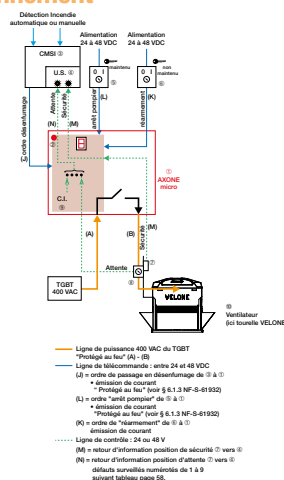 Détection Incendie
automatique ou manuelle
Alimentation
24 à 48 VDC
Alimentation
24 à 48 VDC
CMSI ③
U.S. ④
maintenu
non
maintenu
0 I
0 I
⑤
⑥
Attente
Sécurité
(N)
(M)
(L)
(K)
arrêt pompier
réarmement
(J) ordre désenfumage
②
①
AXONE
micro
C.I.
⑨
(A)
(B)
Sécurité
(M)
TGBT
400 VAC
Attente
⑦
⑧
VELONE
⑩
Ventilateur
(ici tourelle VELONE)
Ligne de puissance 400 VAC du TGBT
"Protégé au feu" (A) - (B)
Ligne de télécommande : entre 24 et 48 VDC
(J) = ordre de passage en désenfumage de ③ à ①
• émission de courant
" Protégé au feu" (voir § 6.1.3 NF-S-61932)
(L) = ordre "arrêt pompier" de ⑤ à ①
• émission de courant
"Protégé au feu" (voir § 6.1.3 NF-S-61932)
(K) = ordre de "réarmement" de ⑥ à ①
émission de courant
Ligne de contrôle : 24 ou 48 V
(M) = retour d'information position de sécurité ⑦ vers ④
(N) = retour d'information position d'attente ⑦ vers ④
défauts surveillés numérotés de 1 à 9
suivant tableau page 58.